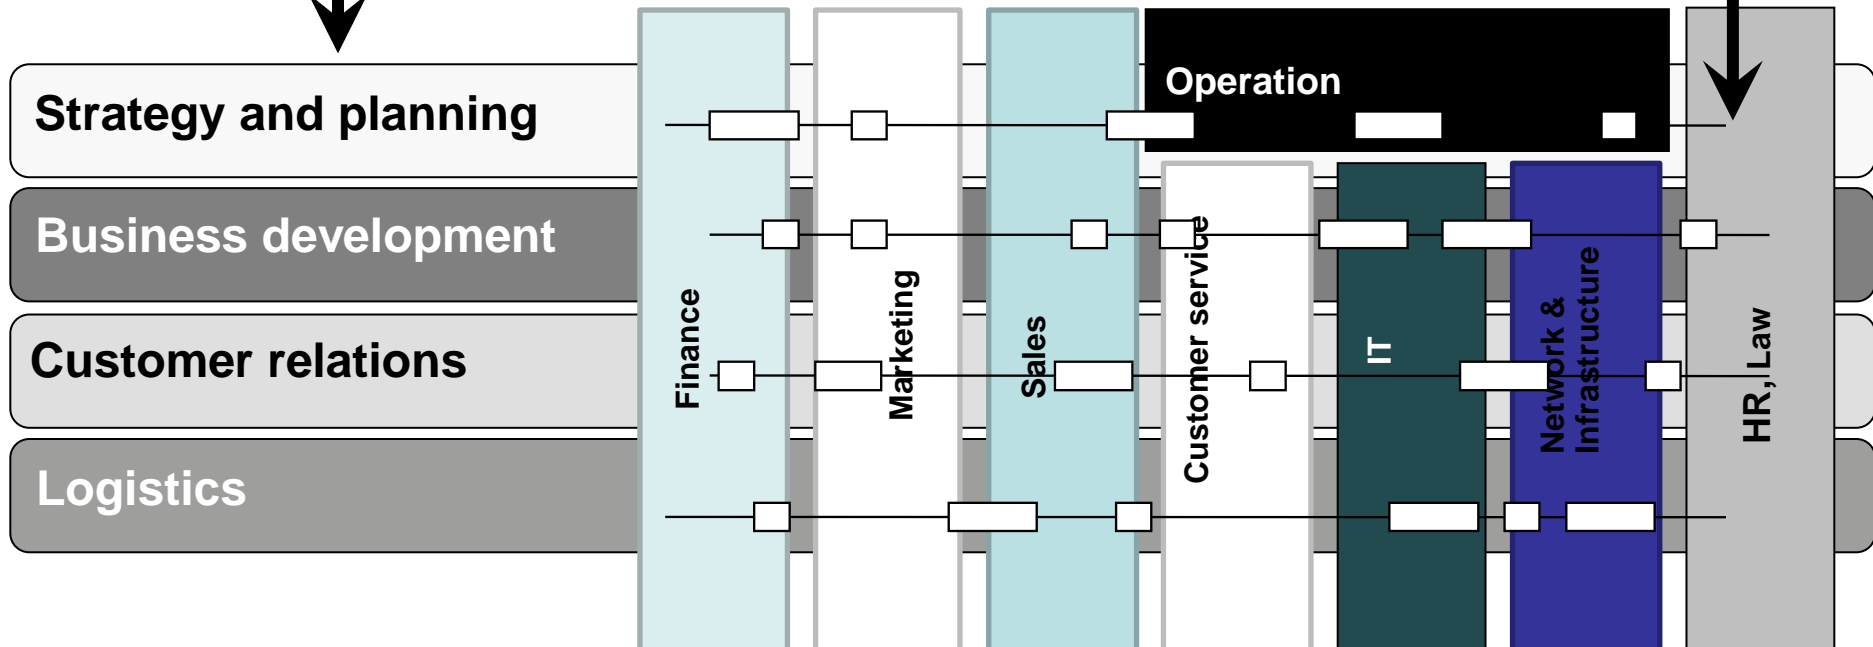 Operation
Strategy and planning
Business development
Customer relations
Logistics
Finance
Marketing
Sales
Customer service
IT
Network &
Infrastructure
HR, Law